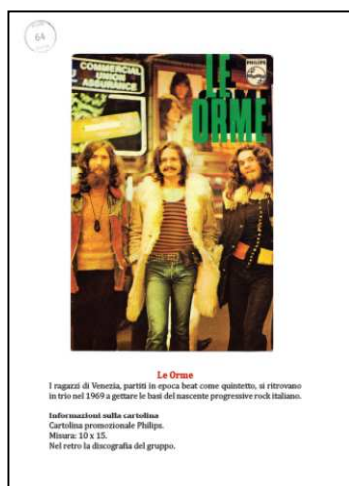 64
COMMERCIAL
UNION
ASSURANCE
PHILIPS
LE
ORME
Le Orme
I ragazzi di Venezia, partiti in epoca beat come quintetto, si ritrovano
in trio nel 1969 a gettare le basi del nascente progressive rock italiano.
Informazioni sulla cartolina
Cartolina promozionale Philips.
Misura: 10 x 15.
Nel retro la discografia del gruppo.